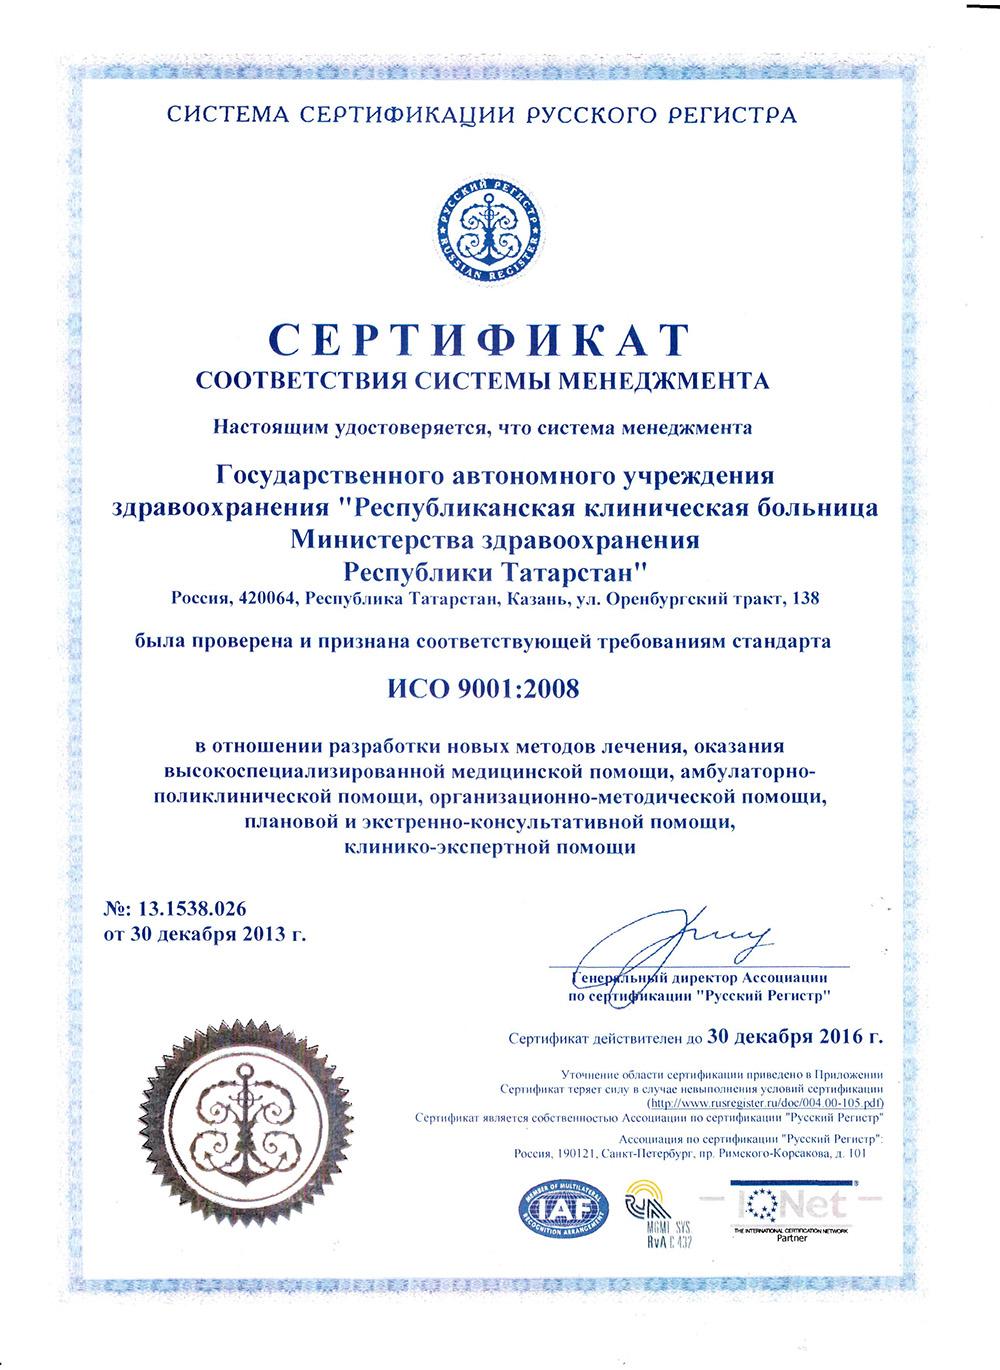 СИСТЕМА СЕРТИФИКАЦИИ РУССКОГО РЕГИСТРА
РУССКИЙ РЕГИСТР
RUSSIAN REGISTER
СЕРТИФИКАТ
СООТВЕТСТВИЯ СИСТЕМЫ МЕНЕДЖМЕНТА
Настоящим удостоверяется, что система менеджмента
Государственного автономного учреждения
здравоохранения "Республиканская клиническая больница
Министерства здравоохранения
Республики Татарстан"
Россия, 420064, Республика Татарстан, Казань, ул. Оренбургский тракт, 138
была проверена и признана соответствующей требованиям стандарта
ИСО 9001:2008
в отношении разработки новых методов лечения, оказания
высокоспециализированной медицинской помощи, амбулаторно-
поликлинической помощи, организационно-методической помощи,
плановой и экстренно-консультативной помощи,
клинико-экспертной помощи
№: 13.1538.026
от 30 декабря 2013 г.
Генеральный директор Ассоциации
по сертификации "Русский Регистр"
Сертификат действителен до 30 декабря 2016 г.
Уточнение области сертификации приведено в Приложении
Сертификат теряет силу в случае невыполнения условий сертификации
(http://www.rusregister.ru/doc/004.00-105.pdf)
Сертификат является собственностью Ассоциации по сертификации "Русский Регистр"
Ассоциация по сертификации "Русский Регистр":
Россия, 190121, Санкт-Петербург, пр. Римского-Корсакова, д. 101
MEMBER OF MULTILATERAL
IAF
RECOGNITION ARRANGEMENT
RvA
MGMT. SYS.
RvA C 437
IQNet ®
THE INTERNATIONAL CERTIFICATION NETWORK
Partner